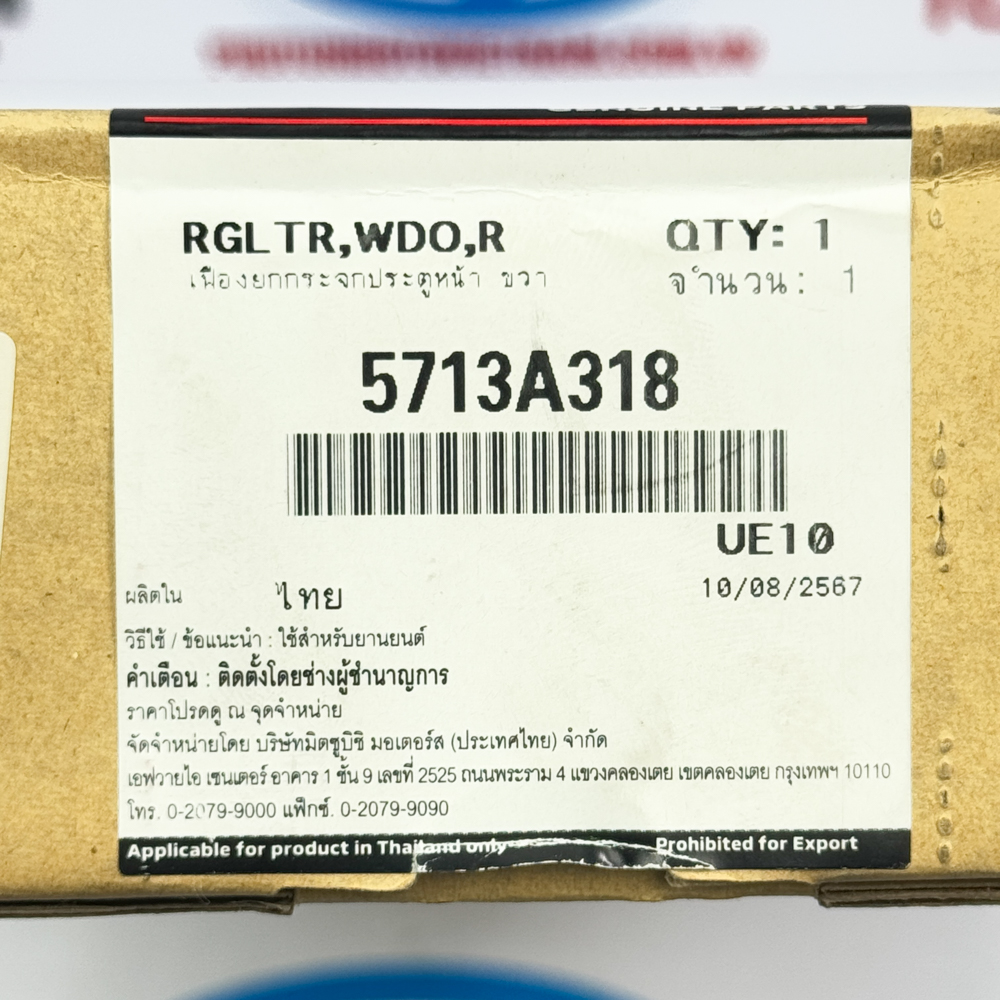 GENUINE PARTS
RGLTR,WDO,R
QTY: 1
เฟืองยกกระจกประตูหน้า ขวา
จำนวน: 1
5713A318
UE10
10/08/2567
ผลิตใน ไทย
วิธีใช้ / ข้อแนะนำ : ใช้สำหรับยานยนต์
คำเตือน : ติดตั้งโดยช่างผู้ชำนาญการ
ราคาโปรดดู ณ จุดจำหน่าย
จัดจำหน่ายโดย บริษัทมิตซูบิชิ มอเตอร์ส (ประเทศไทย) จำกัด
เอฟวายไอ เซนเตอร์ อาคาร 1 ชั้น 9 เลขที่ 2525 ถนนพระราม 4 แขวงคลองเตย เขตคลองเตย กรุงเทพฯ 10110
โทร. 0-2079-9000 แฟ็กซ์. 0-2079-9090
Applicable for product in Thailand only
Prohibited for Export